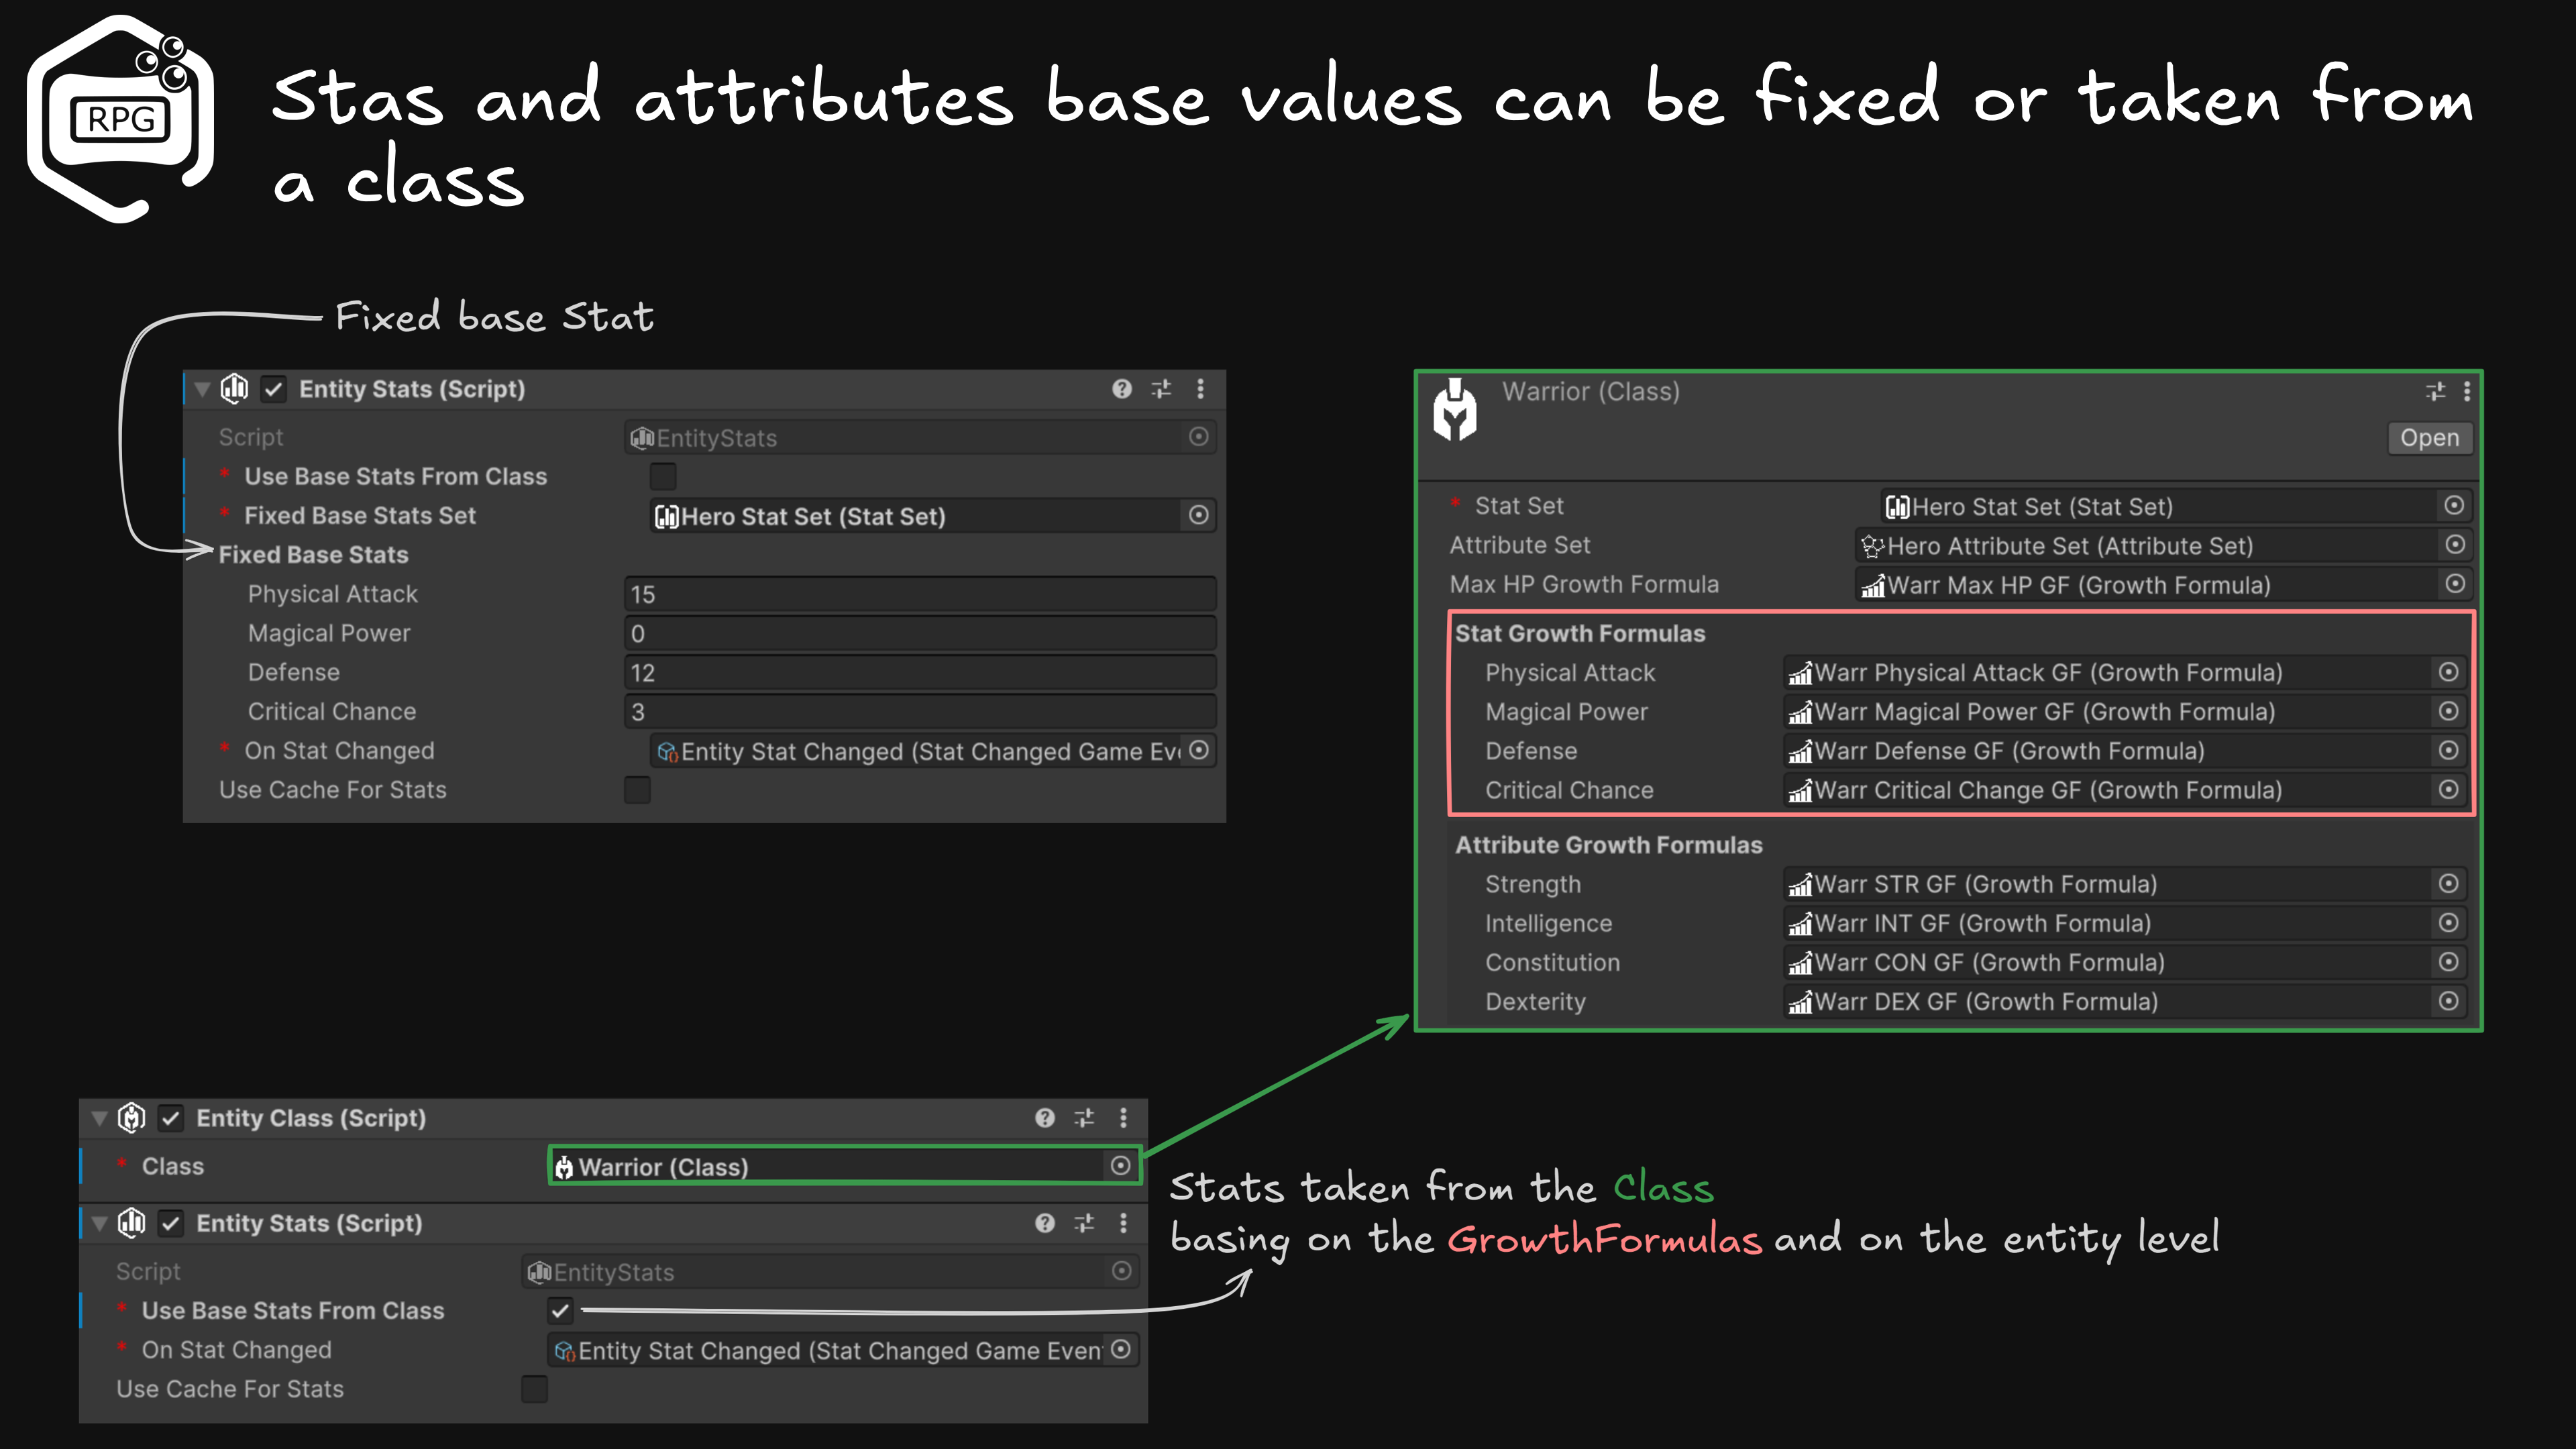 RPG
Stas and attributes base values can be fixed or taken from
a class
Fixed base Stat
Entity Stats (Script)
Script EntityStats
* Use Base Stats From Class
* Fixed Base Stats Set Hero Stat Set (Stat Set)
Fixed Base Stats
Physical Attack 15
Magical Power 0
Defense 12
Critical Chance 3
* On Stat Changed Entity Stat Changed (Stat Changed Game Eve
Use Cache For Stats
Warrior (Class)
Open
* Stat Set Hero Stat Set (Stat Set)
Attribute Set Hero Attribute Set (Attribute Set)
Max HP Growth Formula Warr Max HP GF (Growth Formula)
Stat Growth Formulas
Physical Attack Warr Physical Attack GF (Growth Formula)
Magical Power Warr Magical Power GF (Growth Formula)
Defense Warr Defense GF (Growth Formula)
Critical Chance Warr Critical Change GF (Growth Formula)
Attribute Growth Formulas
Strength Warr STR GF (Growth Formula)
Intelligence Warr INT GF (Growth Formula)
Constitution Warr CON GF (Growth Formula)
Dexterity Warr DEX GF (Growth Formula)
Entity Class (Script)
* Class Warrior (Class)
Entity Stats (Script)
Script EntityStats
* Use Base Stats From Class
* On Stat Changed Entity Stat Changed (Stat Changed Game Even
Use Cache For Stats
Stats taken from the Class
basing on the GrowthFormulas and on the entity level